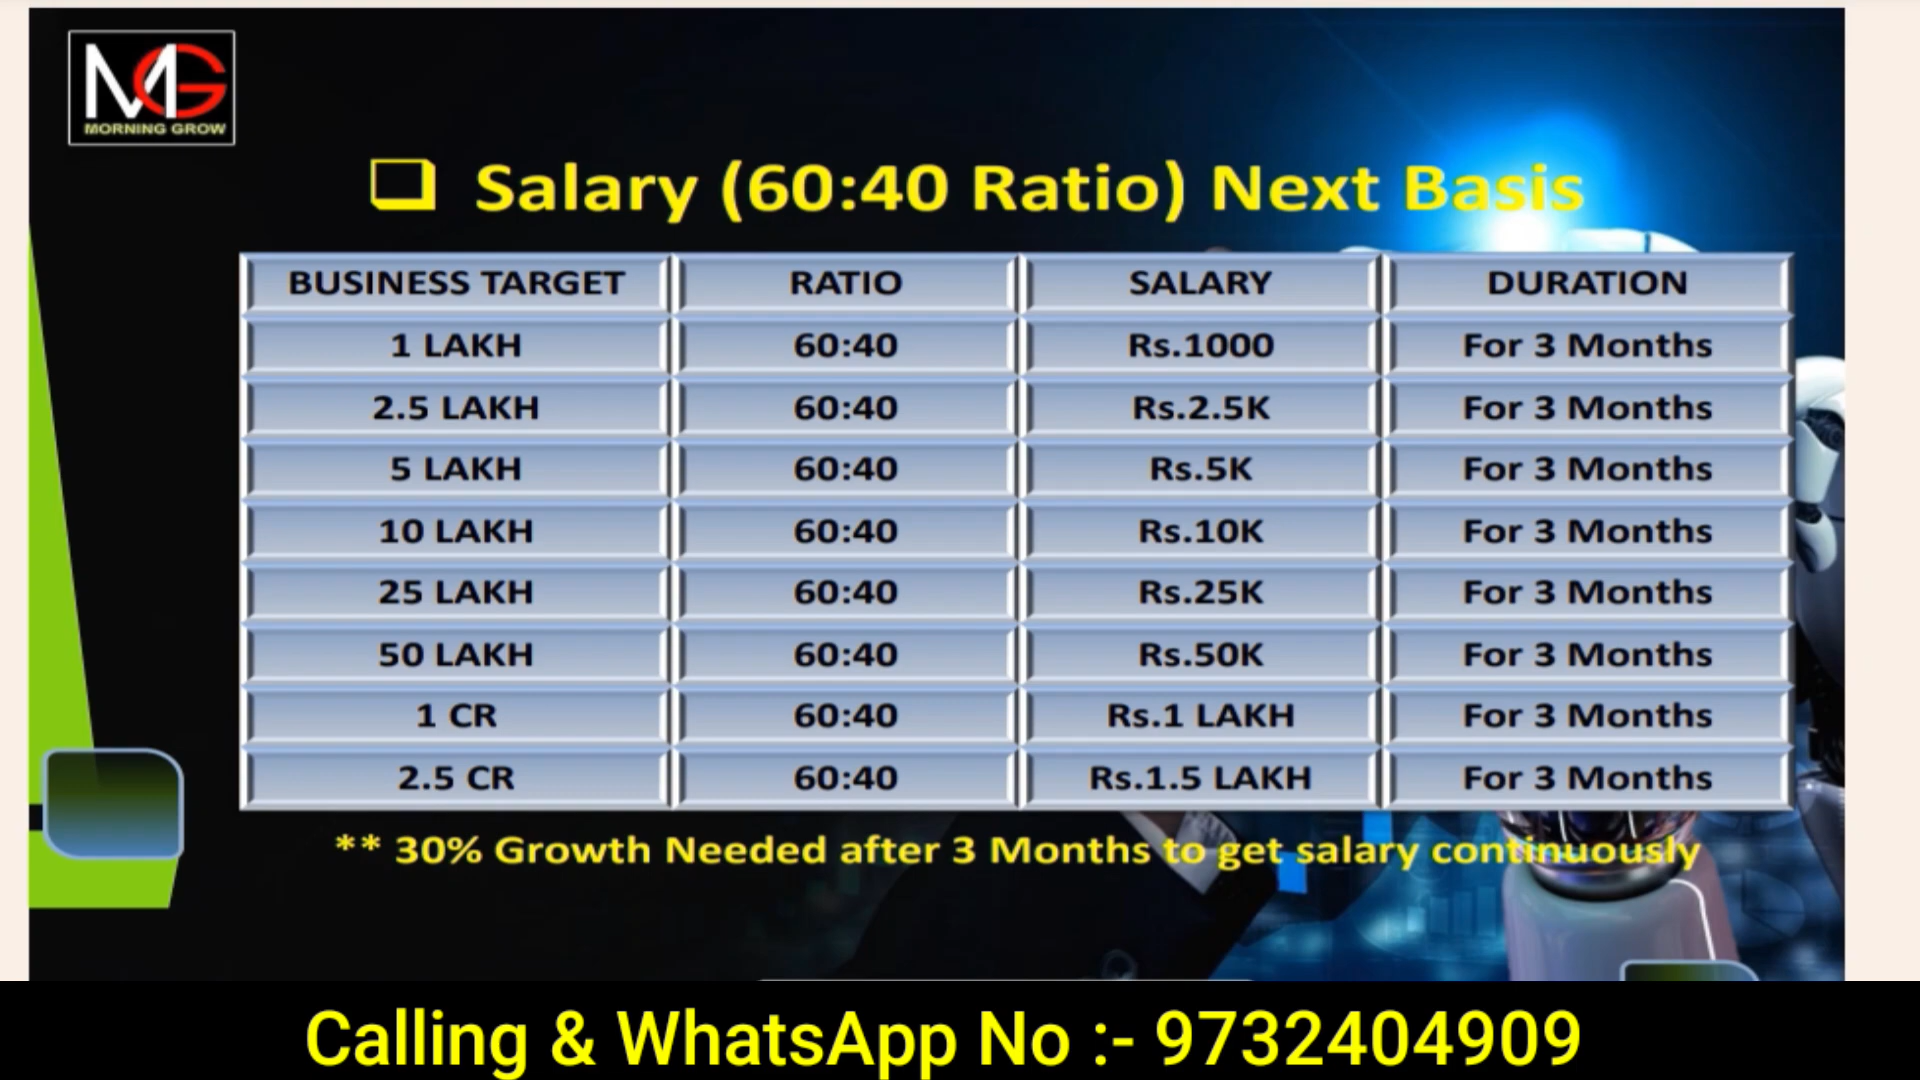 MG
MORNING GROW
❑ Salary (60:40 Ratio) Next Basis
BUSINESS TARGET RATIO SALARY DURATION
1 LAKH 60:40 Rs.1000 For 3 Months
2.5 LAKH 60:40 Rs.2.5K For 3 Months
5 LAKH 60:40 Rs.5K For 3 Months
10 LAKH 60:40 Rs.10K For 3 Months
25 LAKH 60:40 Rs.25K For 3 Months
50 LAKH 60:40 Rs.50K For 3 Months
1 CR 60:40 Rs.1 LAKH For 3 Months
2.5 CR 60:40 Rs.1.5 LAKH For 3 Months
** 30% Growth Needed after 3 Months to get salary continuously
Calling & WhatsApp No :- 9732404909